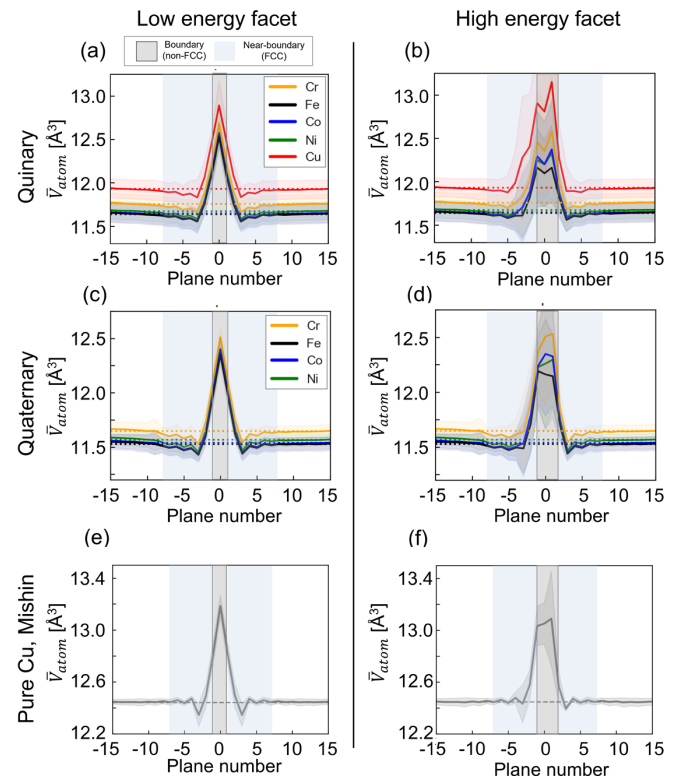 Low energy facet
High energy facet
(a)
Boundary
(non-FCC)
Near-boundary
(FCC)
(b)
Quinary
V̄atom [Å³]
13.0
12.5
12.0
11.5
Cr
Fe
Co
Ni
Cu
-15 -10 -5 0 5 10 15
Plane number
V̄atom [Å³]
13.0
12.5
12.0
11.5
-15 -10 -5 0 5 10 15
Plane number
(c)
(d)
Quaternary
V̄atom [Å³]
12.5
12.0
11.5
Cr
Fe
Co
Ni
-15 -10 -5 0 5 10 15
Plane number
V̄atom [Å³]
12.5
12.0
11.5
-15 -10 -5 0 5 10 15
Plane number
(e)
(f)
Pure Cu, Mishin
V̄atom [Å³]
13.4
13.0
12.6
12.2
-15 -10 -5 0 5 10 15
Plane number
V̄atom [Å³]
13.4
13.0
12.6
12.2
-15 -10 -5 0 5 10 15
Plane number